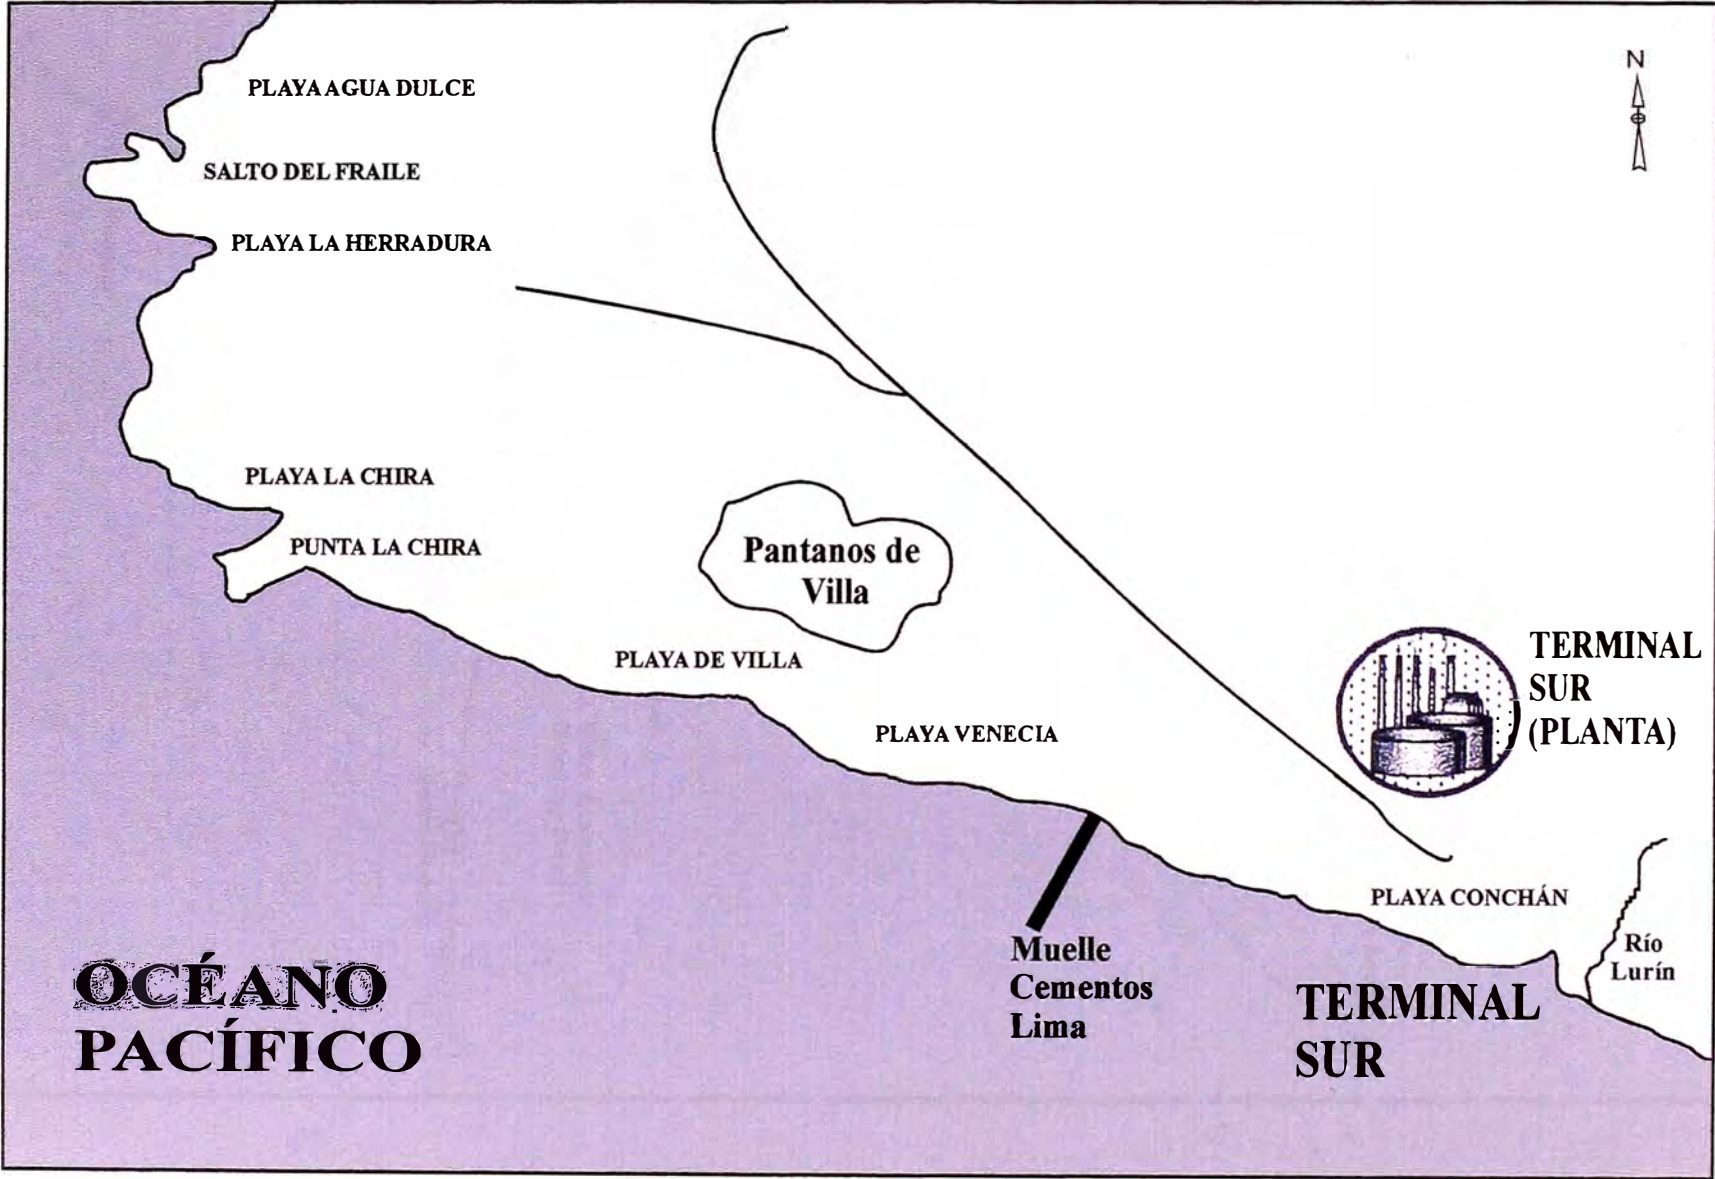 N
PLAYA AGUA DULCE
SALTO DEL FRAILE
PLAYA LA HERRADURA
PLAYA LA CHIRA
PUNTA LA CHIRA
Pantanos de
Villa
PLAYA DE VILLA
TERMINAL
SUR
(PLANTA)
PLAYA VENECIA
PLAYA CONCHÁN
Río
Lurín
Muelle
Cementos
Lima
TERMINAL
SUR
OCÉANO
PACÍFICO